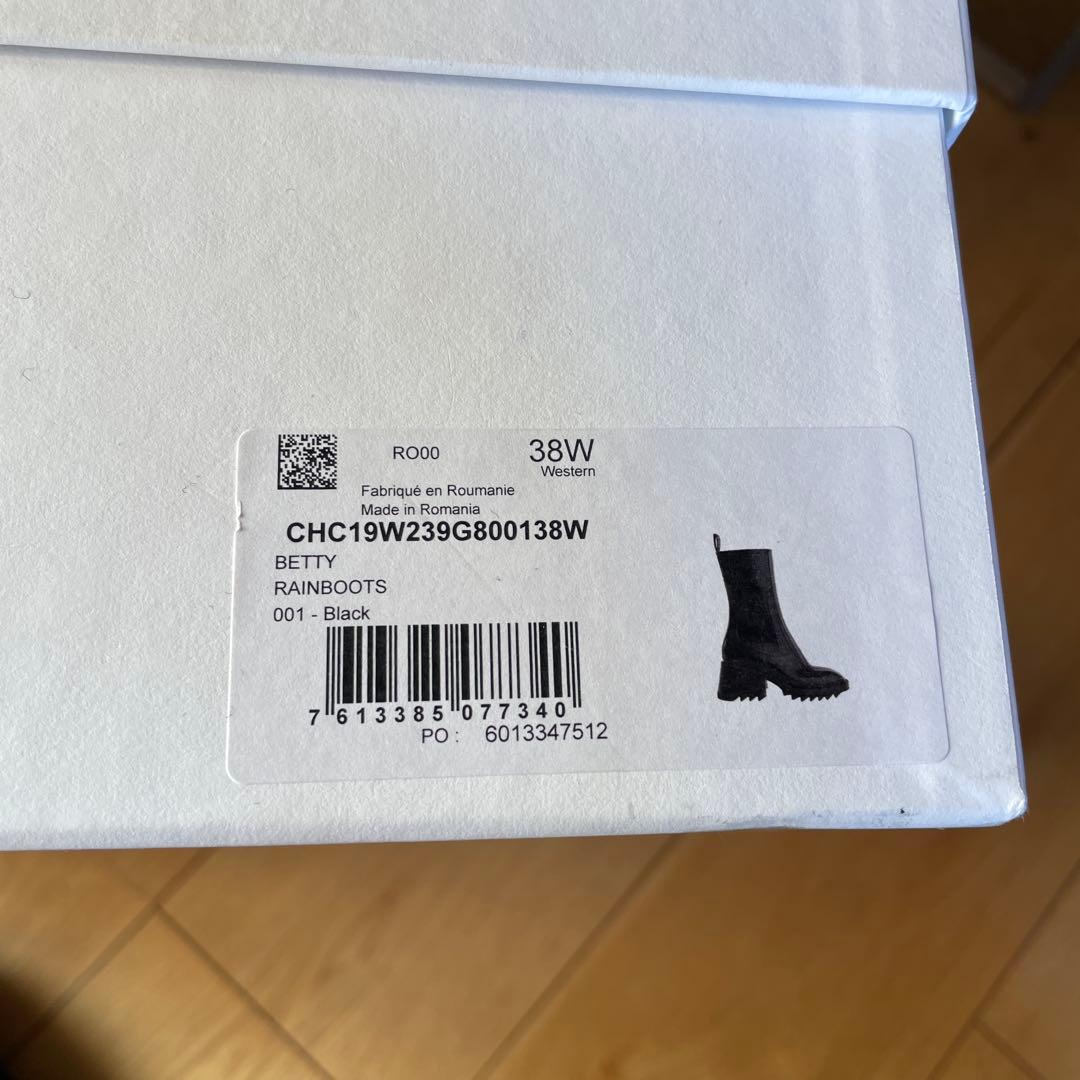 RO00 38W
Western
Fabriqué en Roumanie
Made in Romania
CHC19W239G800138W
BETTY
RAINBOOTS
001 - Black
7 613385 077340
PO : 6013347512